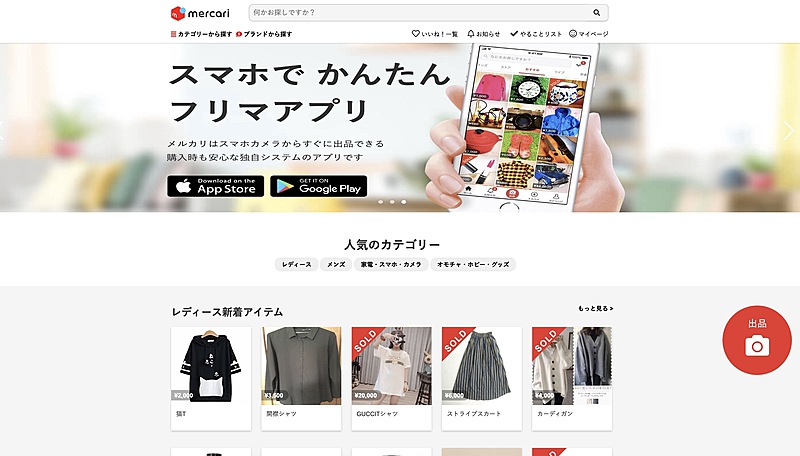 mercari
何かお探しですか？
カテゴリーから探す ブランドから探す
いいね！一覧 お知らせ やることリスト マイページ
スマホで かんたん
フリマアプリ
メルカリはスマホカメラからすぐに出品できる
購入時も安心な独自システムのアプリです
Download on the
App Store
GET IT ON
Google Play
人気のカテゴリー
レディース メンズ 家電・スマホ・カメラ オモチャ・ホビー・グッズ
レディース新着アイテム
もっと見る >
出品
SOLD SOLD SOLD
¥2,000 ¥3,500 ¥20,000 ¥6,000 ¥4,000
猫T 開襟シャツ GUCCITシャツ ストライプスカート カーディガン